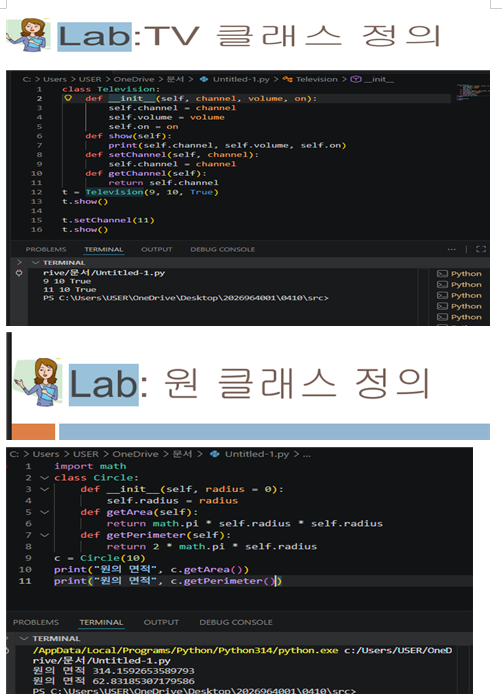 Lab:TV 클래스 정의
C: > Users > USER > OneDrive > 문서 > Untitled-1.py > Television > __init__
1 class Television:
2 def __init__(self, channel, volume, on):
3 self.channel = channel
4 self.volume = volume
5 self.on = on
6 def show(self):
7 print(self.channel, self.volume, self.on)
8 def setChannel(self, channel):
9 self.channel = channel
10 def getChannel(self):
11 return self.channel
12 t = Television(9, 10, True)
13 t.show()
14
15 t.setChannel(11)
16 t.show()
PROBLEMS TERMINAL OUTPUT DEBUG CONSOLE ...
TERMINAL
rive/문서/Untitled-1.py
9 10 True
11 10 True
PS C:\Users\USER\OneDrive\Desktop\2026964001\0410\src>
Python
Python
Python
Python
Python
Lab: 원 클래스 정의
C: > Users > USER > OneDrive > 문서 > Untitled-1.py > ...
1 import math
2 class Circle:
3 def __init__(self, radius = 0):
4 self.radius = radius
5 def getArea(self):
6 return math.pi * self.radius * self.radius
7 def getPerimeter(self):
8 return 2 * math.pi * self.radius
9 c = Circle(10)
10 print("원의 면적", c.getArea())
11 print("원의 면적", c.getPerimeter())
PROBLEMS TERMINAL OUTPUT DEBUG CONSOLE
TERMINAL
/AppData/Local/Programs/Python/Python314/python.exe c:/Users/USER/OneD
rive/문서/Untitled-1.py
원의 면적 314.1592653589793
원의 면적 62.83185307179586
PS C:\Users\USER\OneDrive\Desktop\2026964001\0410\src>